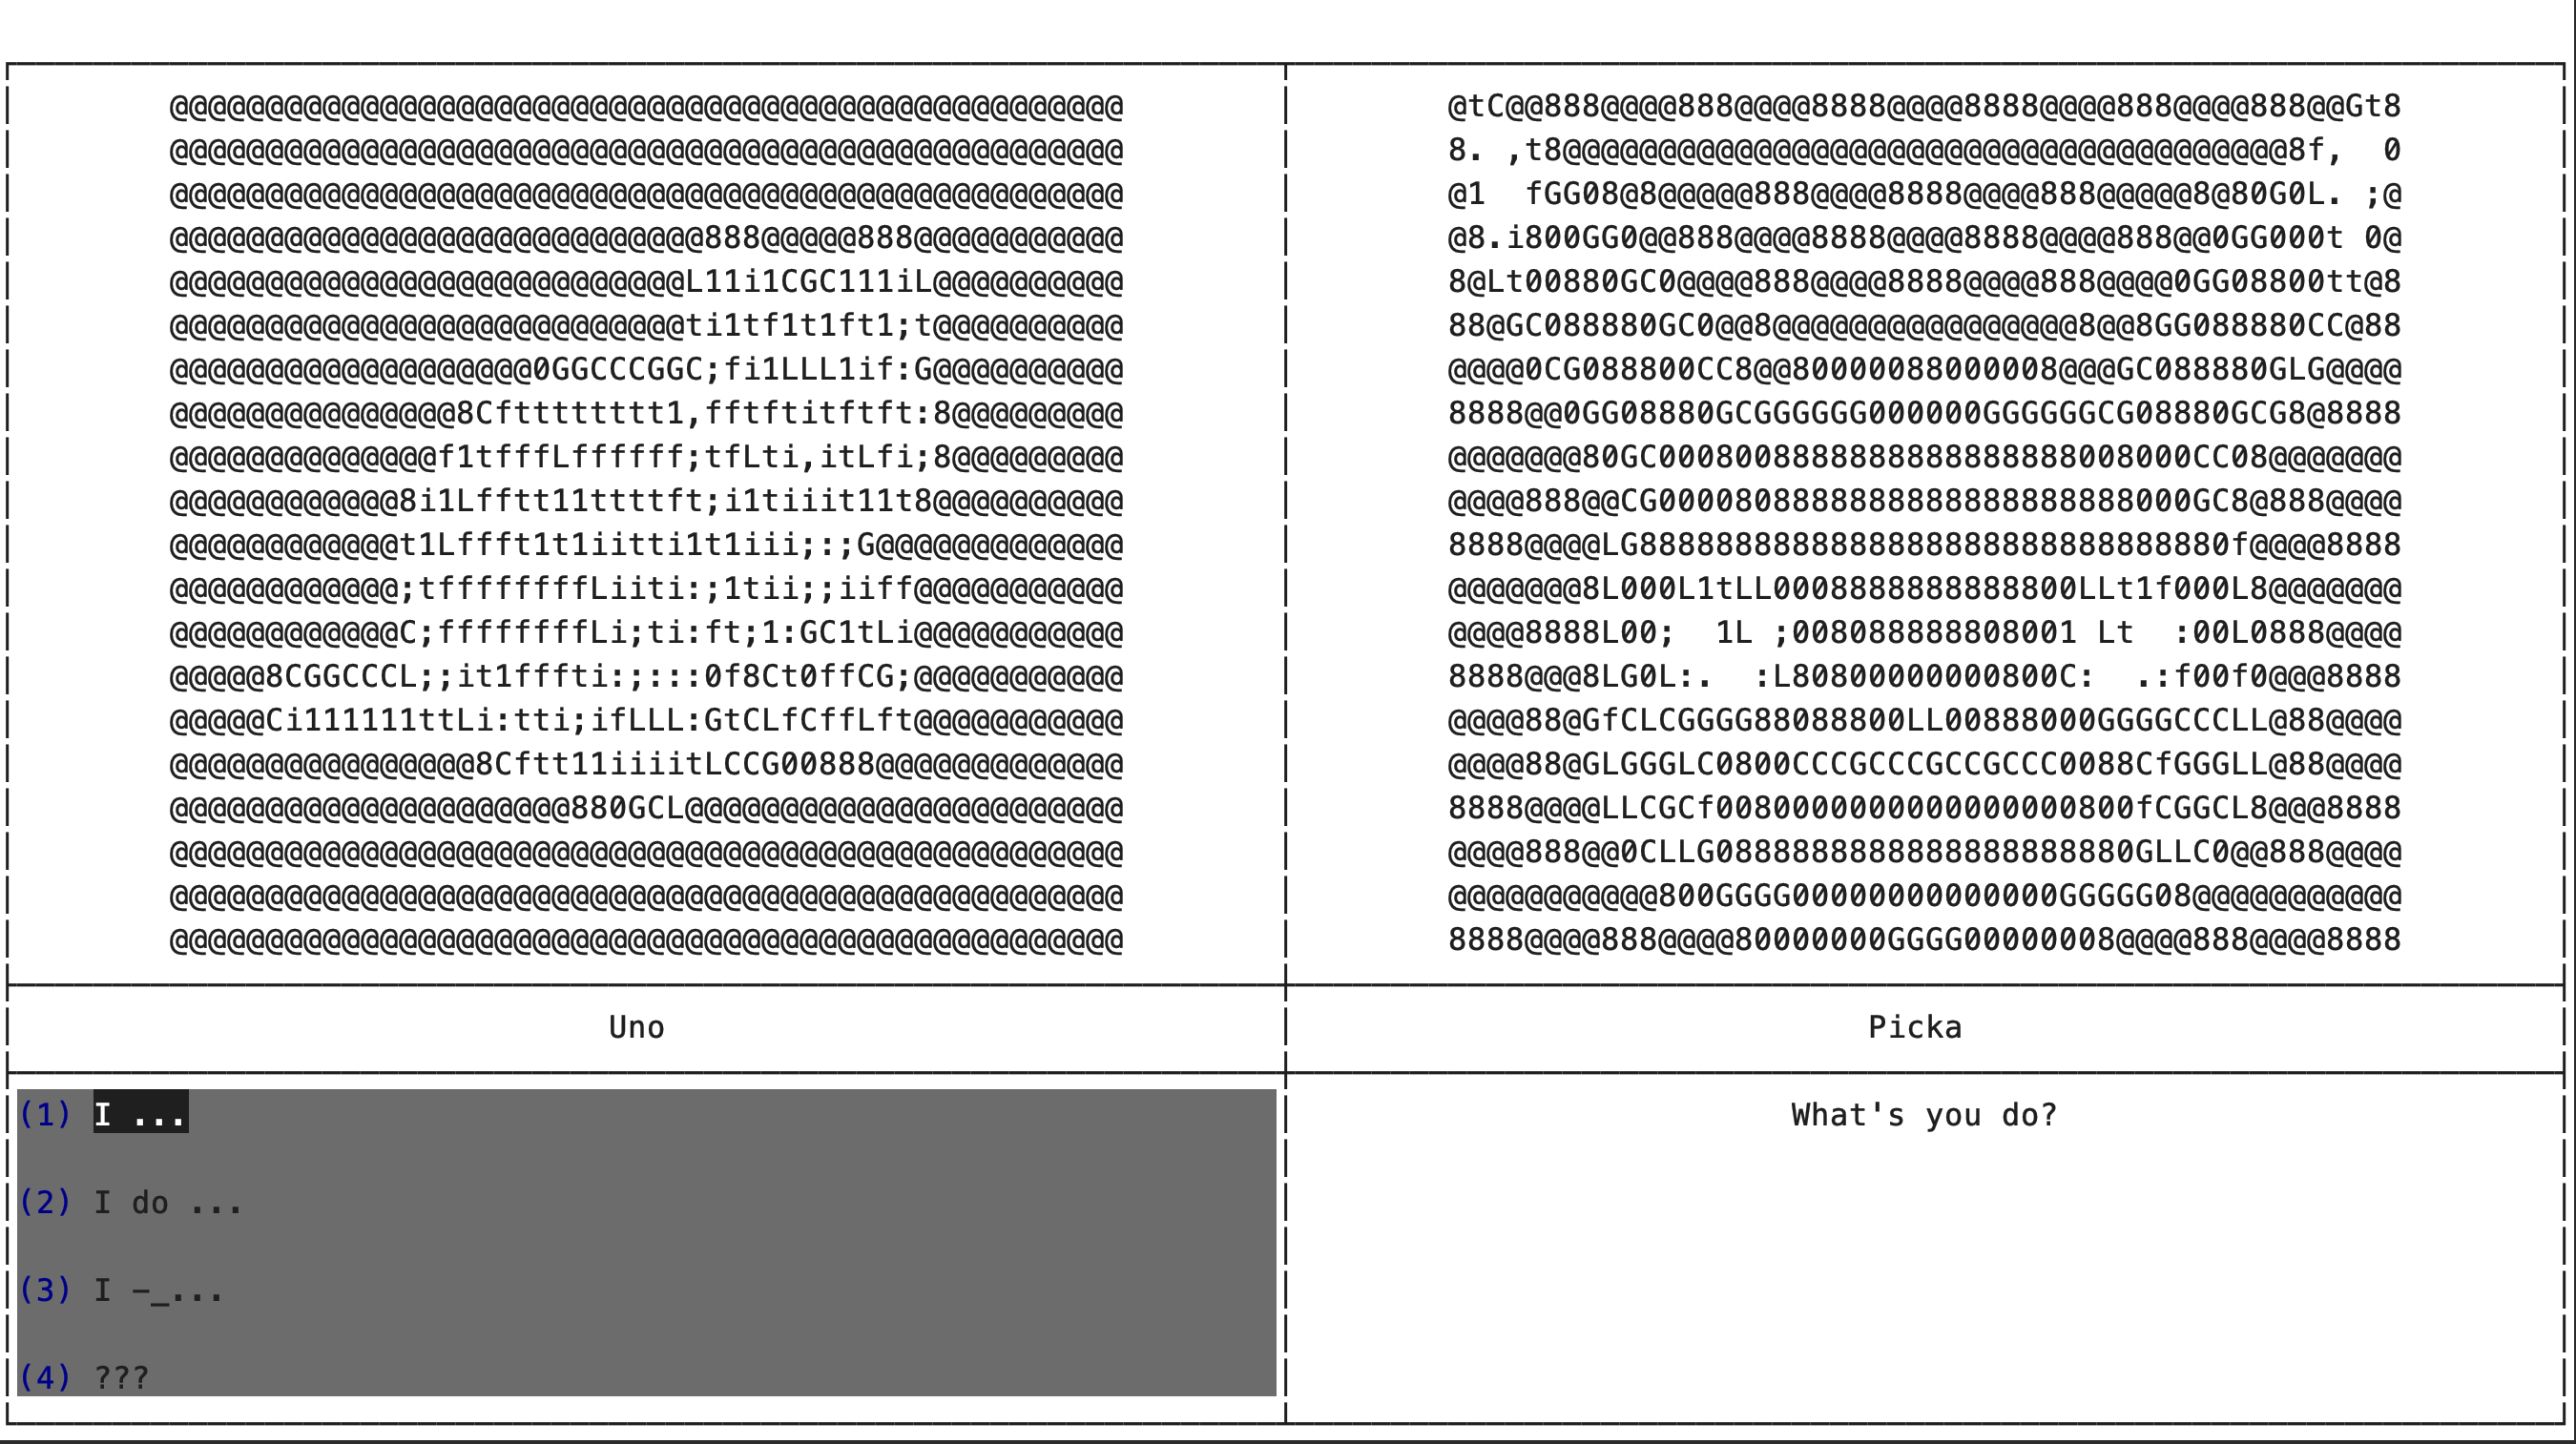 @@@@@@@@@@@@@@@@@@@@@@@@@@@@@@@@@@@@@@@@@@@@@@@@@@
@@@@@@@@@@@@@@@@@@@@@@@@@@@@@@@@@@@@@@@@@@@@@@@@@@
@@@@@@@@@@@@@@@@@@@@@@@@@@@@@@@@@@@@@@@@@@@@@@@@@@
@@@@@@@@@@@@@@@@@@@@@@@@@@@@888@@@@@888@@@@@@@@@@@
@@@@@@@@@@@@@@@@@@@@@@@@@@@L11i1CGC111iL@@@@@@@@@@
@@@@@@@@@@@@@@@@@@@@@@@@@@@ti1tf1t1ft1;t@@@@@@@@@@
@@@@@@@@@@@@@@@@@@@0GGCCCGGC;fi1LLL1if:G@@@@@@@@@@
@@@@@@@@@@@@@@@8Cfttttttttt1,fftftitftft:8@@@@@@@@@
@@@@@@@@@@@@@@f1tfffLffffff;tfLti,itLfi;8@@@@@@@@@
@@@@@@@@@@@@8i1Lfftt11ttttft;i1tiiit11t8@@@@@@@@@@
@@@@@@@@@@@@t1Lffft1t1iitti1t1iii;:;G@@@@@@@@@@@@@
@@@@@@@@@@@@;tffffffffLiiti:;1tii;;iiff@@@@@@@@@@@
@@@@@@@@@@@@C;ffffffffLi;ti:ft;1:GC1tLi@@@@@@@@@@@
@@@@@8CGGCCCL;;it1fffti:;:::0f8Ct0ffCG;@@@@@@@@@@@
@@@@@Ci111111ttLi:tti;ifLLL:GtCLfCffLft@@@@@@@@@@@
@@@@@@@@@@@@@@@@8Cftt11iiiitLCCG00888@@@@@@@@@@@@@
@@@@@@@@@@@@@@@@@@@@@880GCL@@@@@@@@@@@@@@@@@@@@@@@
@@@@@@@@@@@@@@@@@@@@@@@@@@@@@@@@@@@@@@@@@@@@@@@@@@
@@@@@@@@@@@@@@@@@@@@@@@@@@@@@@@@@@@@@@@@@@@@@@@@@@
@@@@@@@@@@@@@@@@@@@@@@@@@@@@@@@@@@@@@@@@@@@@@@@@@@
@tC@@888@@@@888@@@@8888@@@@8888@@@@888@@@@888@@Gt8
8. ,t8@@@@@@@@@@@@@@@@@@@@@@@@@@@@@@@@@@@@@@8f,  0
@1  fGG08@8@@@@@888@@@@8888@@@@888@@@@@8@80G0L. ;@
@8.i800GG0@@888@@@@8888@@@@8888@@@@888@@0GG000t 0@
8@Lt00880GC0@@@@888@@@@8888@@@@888@@@@0GG08800tt@8
88@GC088880GC0@@8@@@@@@@@@@@@@@@@8@@8GG088880CC@88
@@@@0CG088800CC8@@80000088000008@@@GC088880GLG@@@@
8888@@0GG08880GCGGGGGG000000GGGGGGCG08880GCG8@8888
@@@@@@@80GC0008008888888888888888008000CC08@@@@@@@
@@@@888@@CG0000808888888888888888888000GC8@888@@@@
8888@@@@LG8888888888888888888888888888880f@@@@8888
@@@@@@@8L000L1tLL0008888888888800LLt1f000L8@@@@@@@
@@@@8888L00;  1L ;008088888808001 Lt  :00L0888@@@@
8888@@@8LG0L:.  :L80800000000800C:  .:f00f0@@@8888
@@@@88@GfCLCGGGG88088800LL00888000GGGGCCCLL@88@@@@
@@@@88@GLGGGLC0800CCCGCCCGCCGCCC0088CfGGGLL@88@@@@
8888@@@@LLCGCf0080000000000000000800fCGGCL8@@@8888
@@@@888@@0CLLG0888888888888888888880GLLC0@@888@@@@
@@@@@@@@@@@800GGGG00000000000000GGGGG08@@@@@@@@@@@
8888@@@@888@@@@80000000GGGG00000008@@@@888@@@@8888
Uno
Picka
(1) I ...
(2) I do ...
(3) I -_...
(4) ???
What's you do?